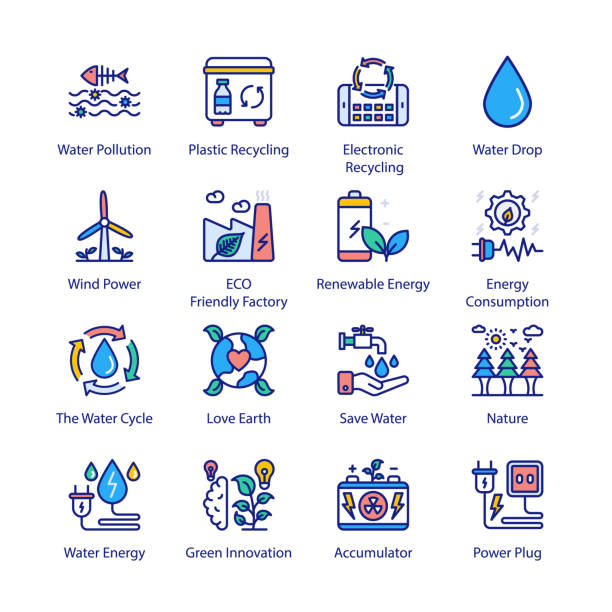 Water Pollution
Plastic Recycling
Electronic
Recycling
Water Drop
Wind Power
ECO
Friendly Factory
Renewable Energy
Energy
Consumption
The Water Cycle
Love Earth
Save Water
Nature
Water Energy
Green Innovation
Accumulator
Power Plug